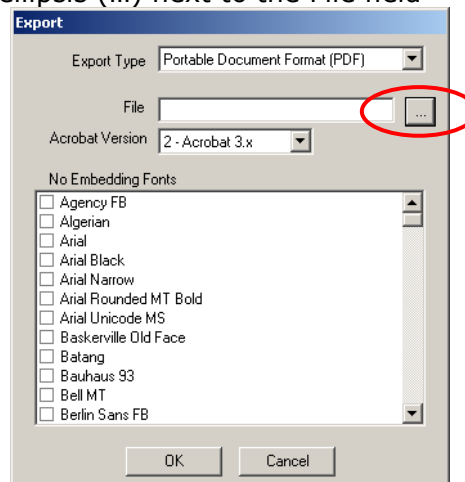 ellipsis (…) next to the File field
Export
Export Type Portable Document Format (PDF)
File ...
Acrobat Version 2 - Acrobat 3.x
No Embedding Fonts
Agency FB
Algerian
Arial
Arial Black
Arial Narrow
Arial Rounded MT Bold
Arial Unicode MS
Baskerville Old Face
Batang
Bauhaus 93
Bell MT
Berlin Sans FB
OK Cancel